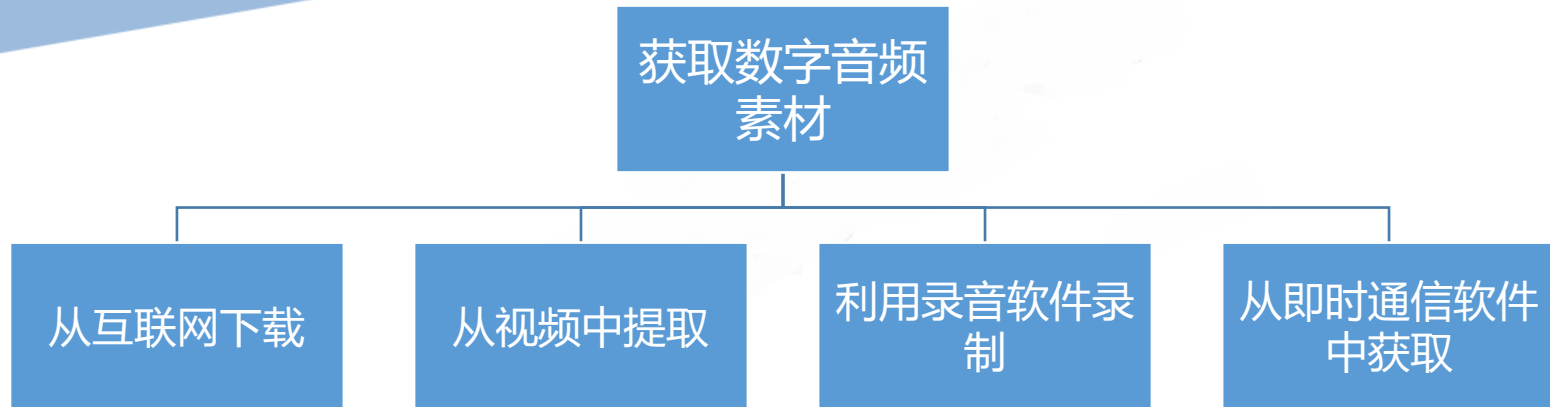 获取数字音频
素材
从互联网下载
从视频中提取
利用录音软件录
制
从即时通信软件
中获取